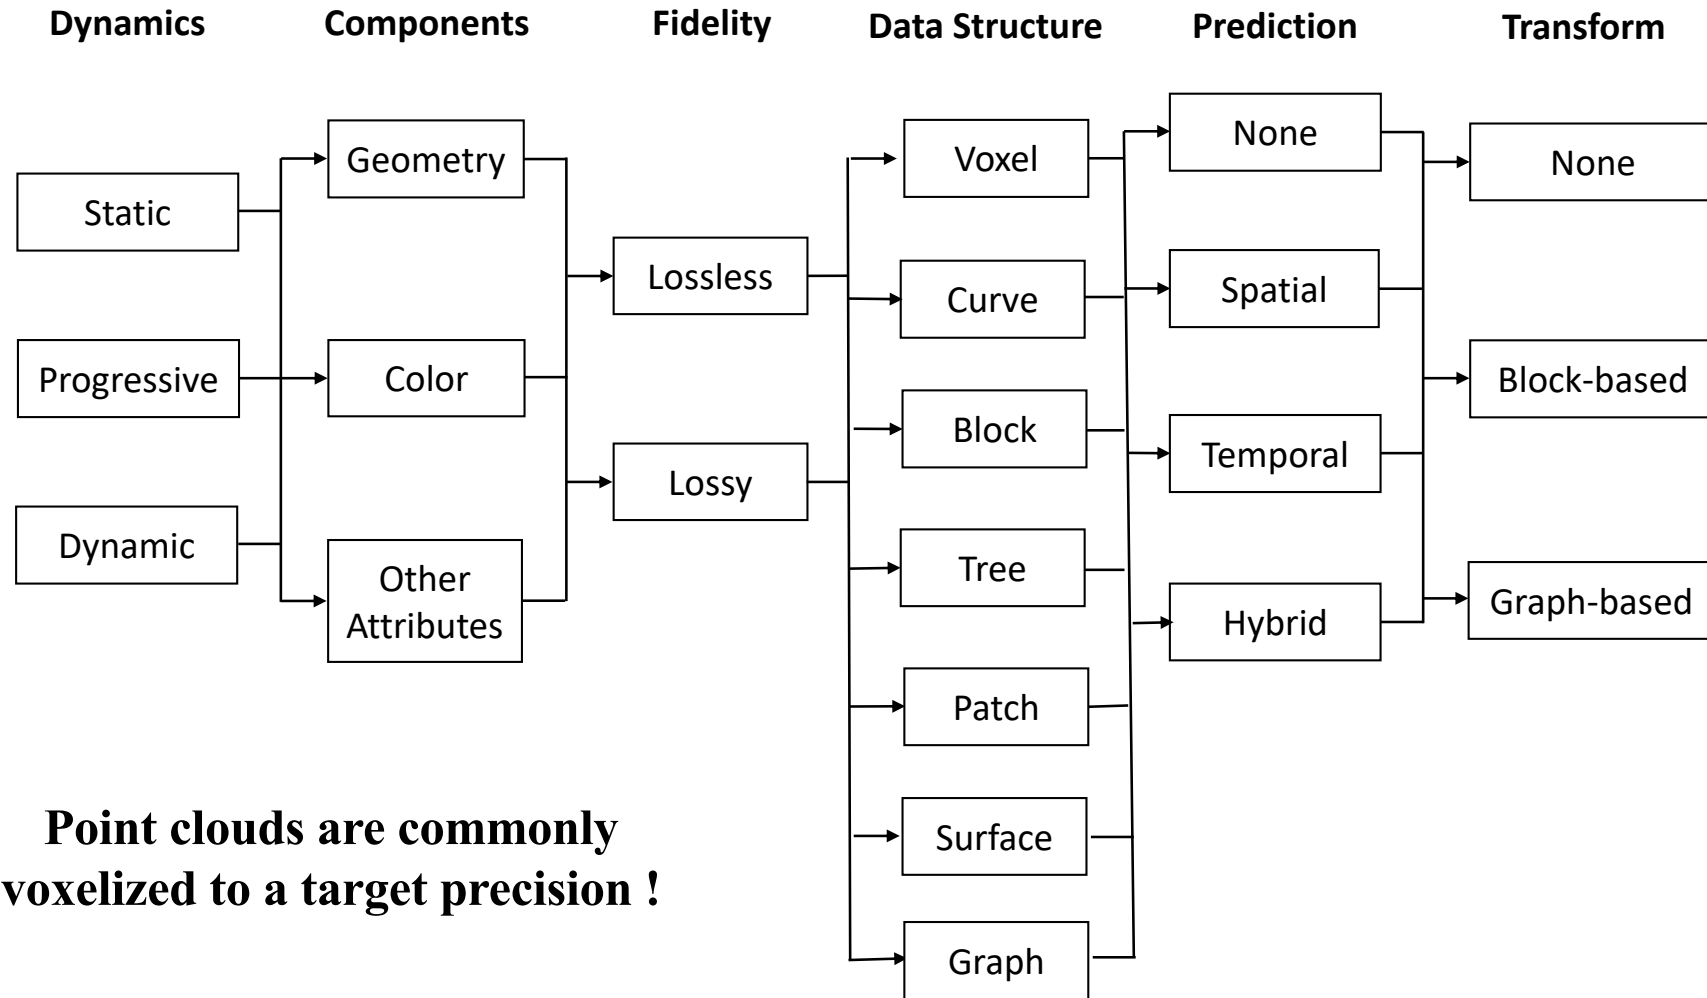 Dynamics
Components
Fidelity
Data Structure
Prediction
Transform
Static
Progressive
Dynamic
Geometry
Color
Other
Attributes
Lossless
Lossy
Voxel
Curve
Block
Tree
Patch
Surface
Graph
None
Spatial
Temporal
Hybrid
None
Block-based
Graph-based
Point clouds are commonly
voxelized to a target precision !